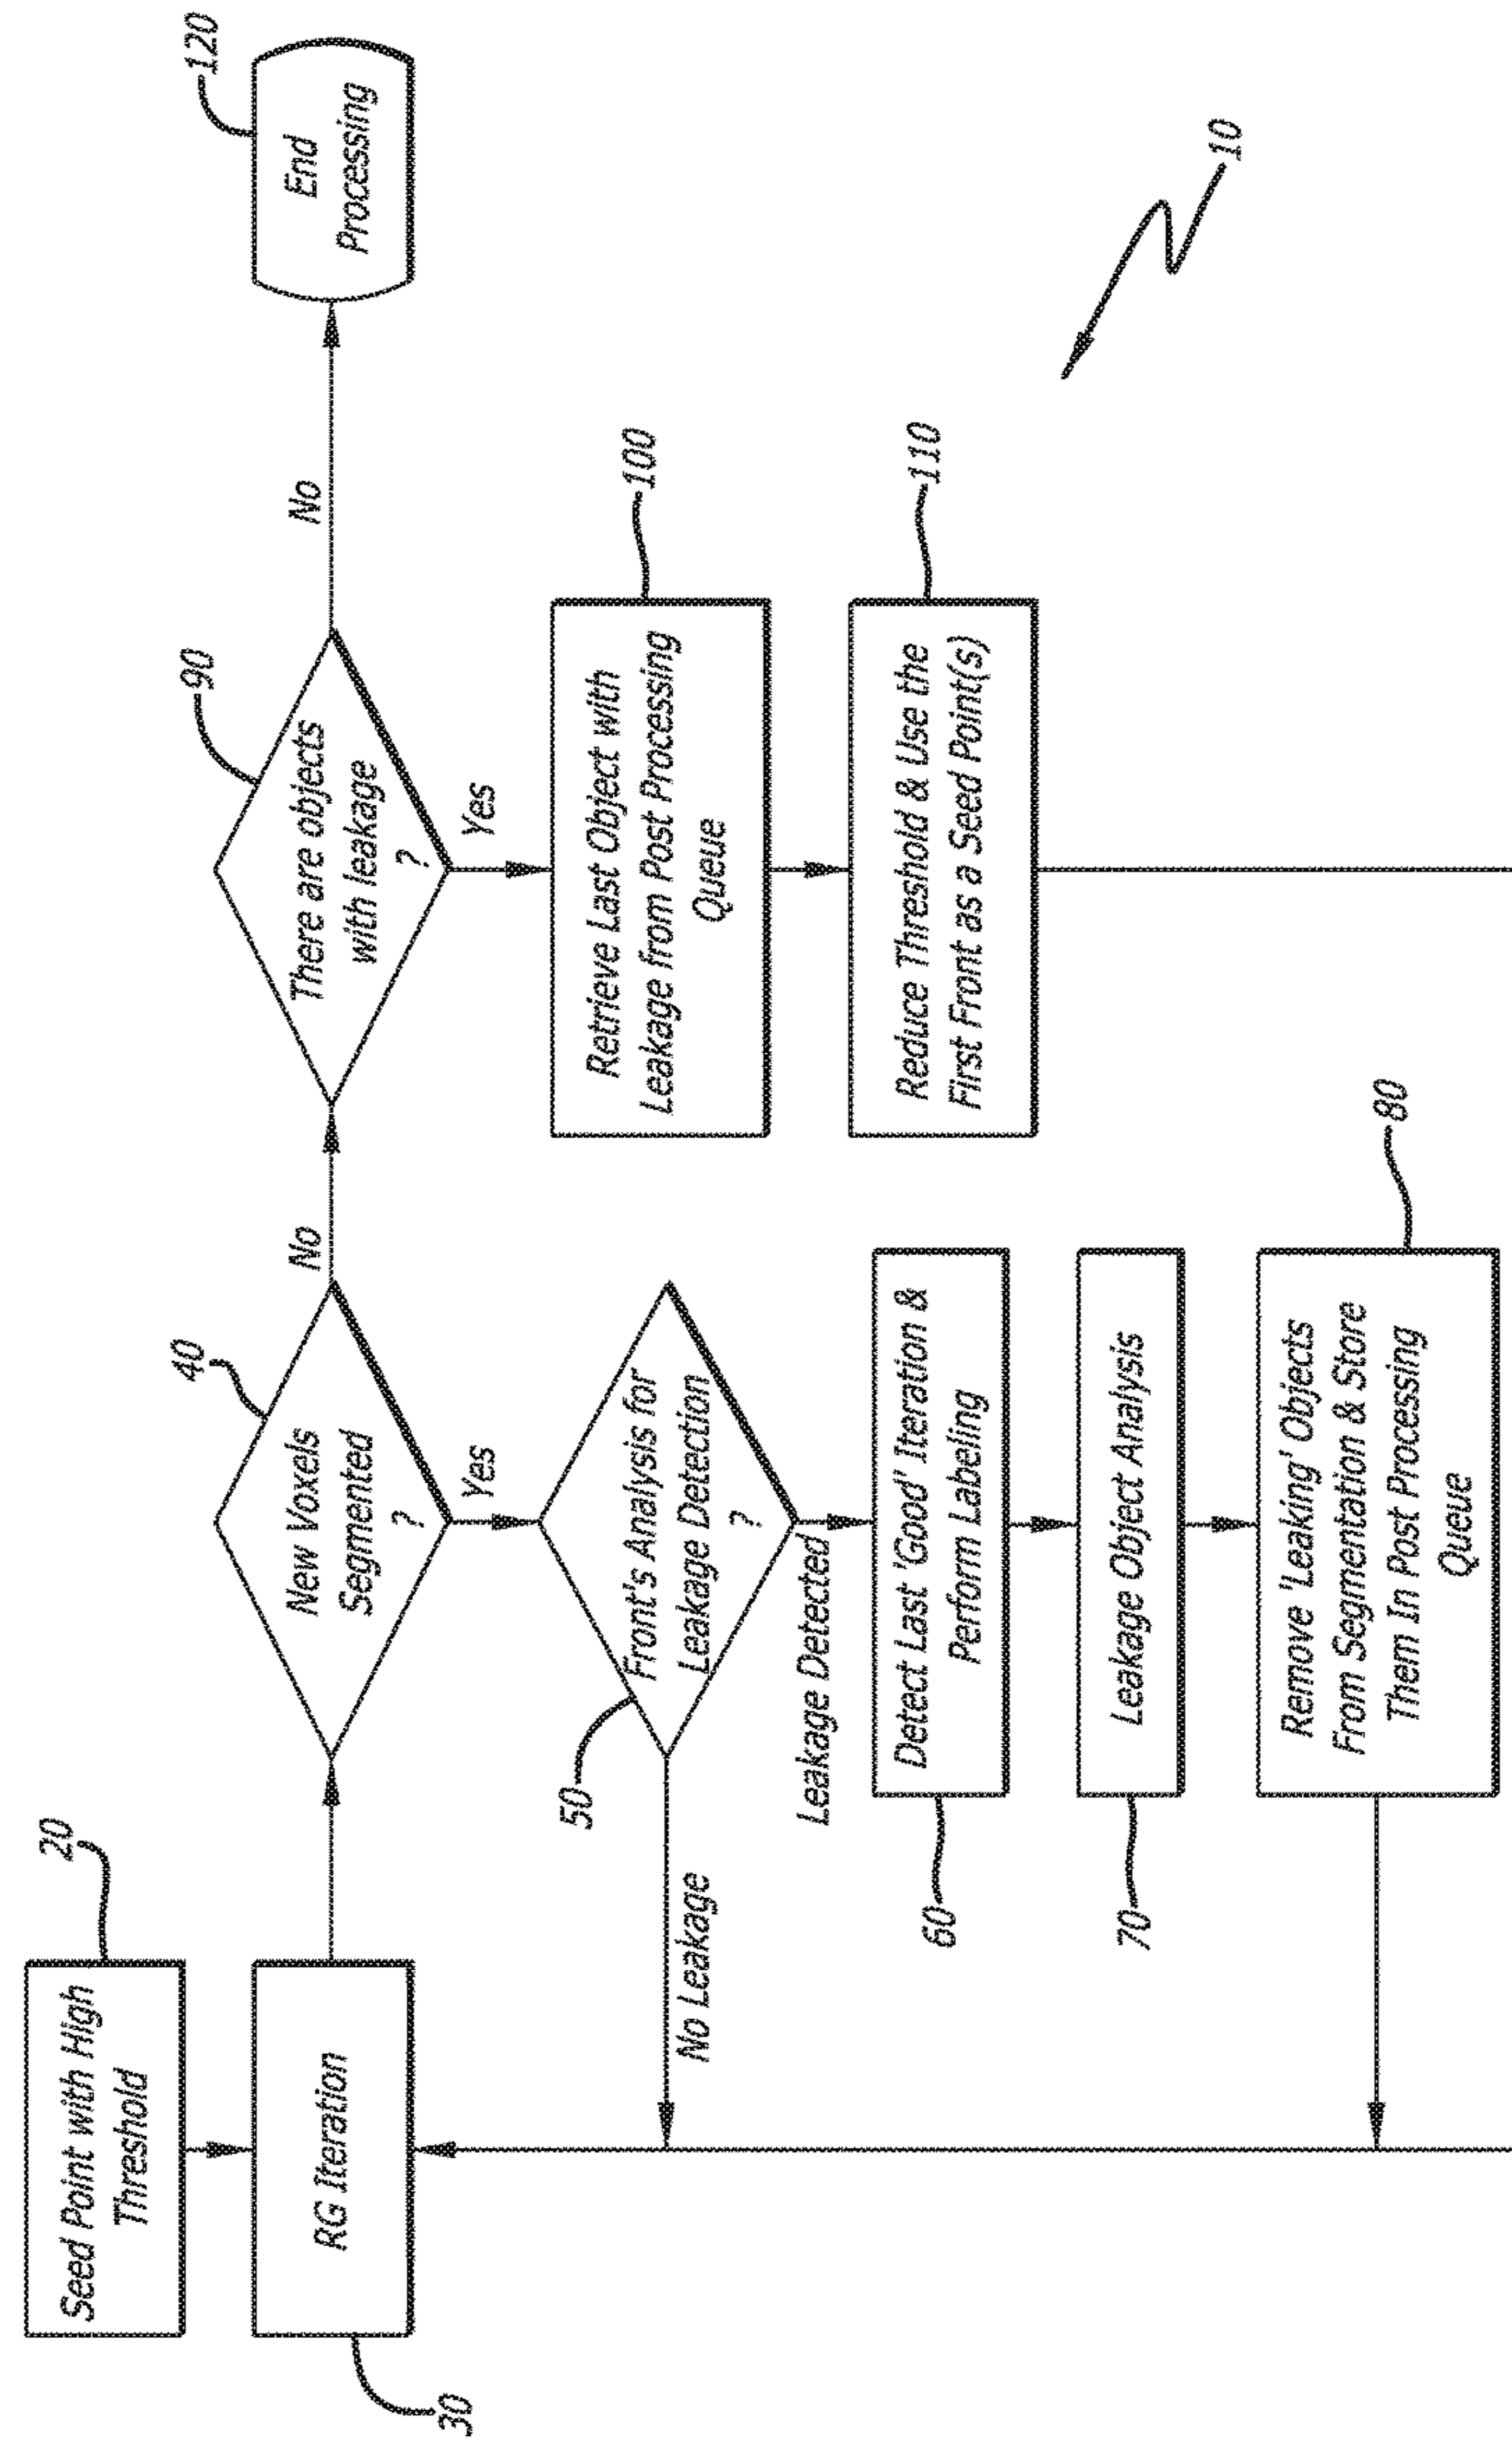 20
Seed Point with High
Threshold
RG Iteration
30
40
New Voxels
Segmented
?
No
Yes
50
Front's Analysis for
Leakage Detection
?
No Leakage
Leakage Detected
60
Detect Last 'Good' Iteration &
Perform Labeling
70
Leakage Object Analysis
80
Remove 'Leaking' Objects
From Segmentation & Store
Them In Post Processing
Queue
90
There are objects
with leakage
?
No
Yes
100
Retrieve Last Object with
Leakage from Post Processing
Queue
110
Reduce Threshold & Use the
First Front as a Seed Point(s)
120
End
Processing
10